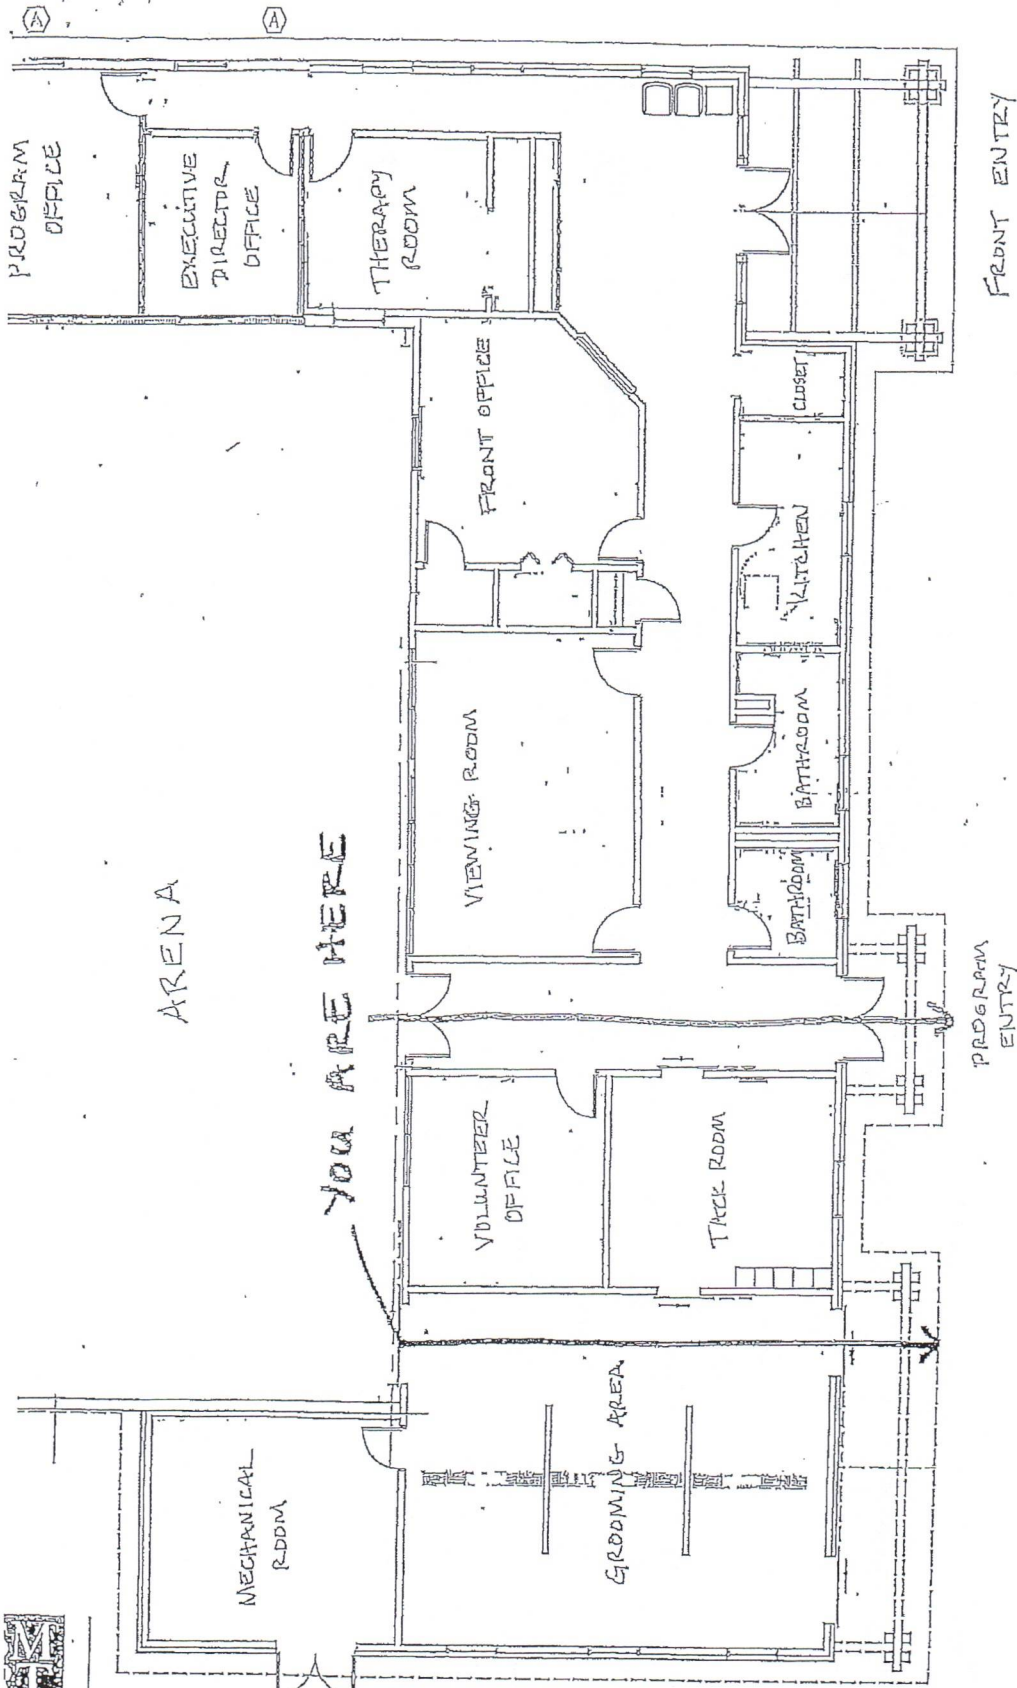 A
A
PROGRAM
OFFICE
EXECUTIVE
DIRECTOR
OFFICE
THERAPY
ROOM
FRONT ENTRY
FRONT OFFICE
CLOSET
KITCHEN
ARENA
VIEWING ROOM
BATHROOM
BATHROOM
YOU ARE HERE
PROGRAM
ENTRY
VOLUNTEER
OFFICE
TACK ROOM
MECHANICAL
ROOM
GROOMING AREA
M